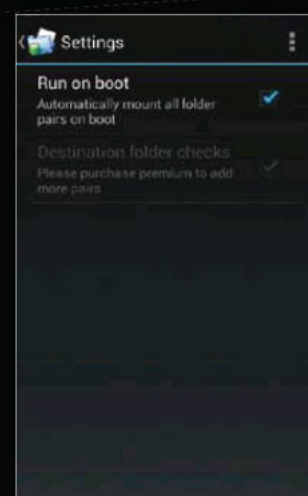 Settings
Run on boot
Automatically mount all folder
pairs on boot
Destination folder checks
Please purchase premium to add
more pairs